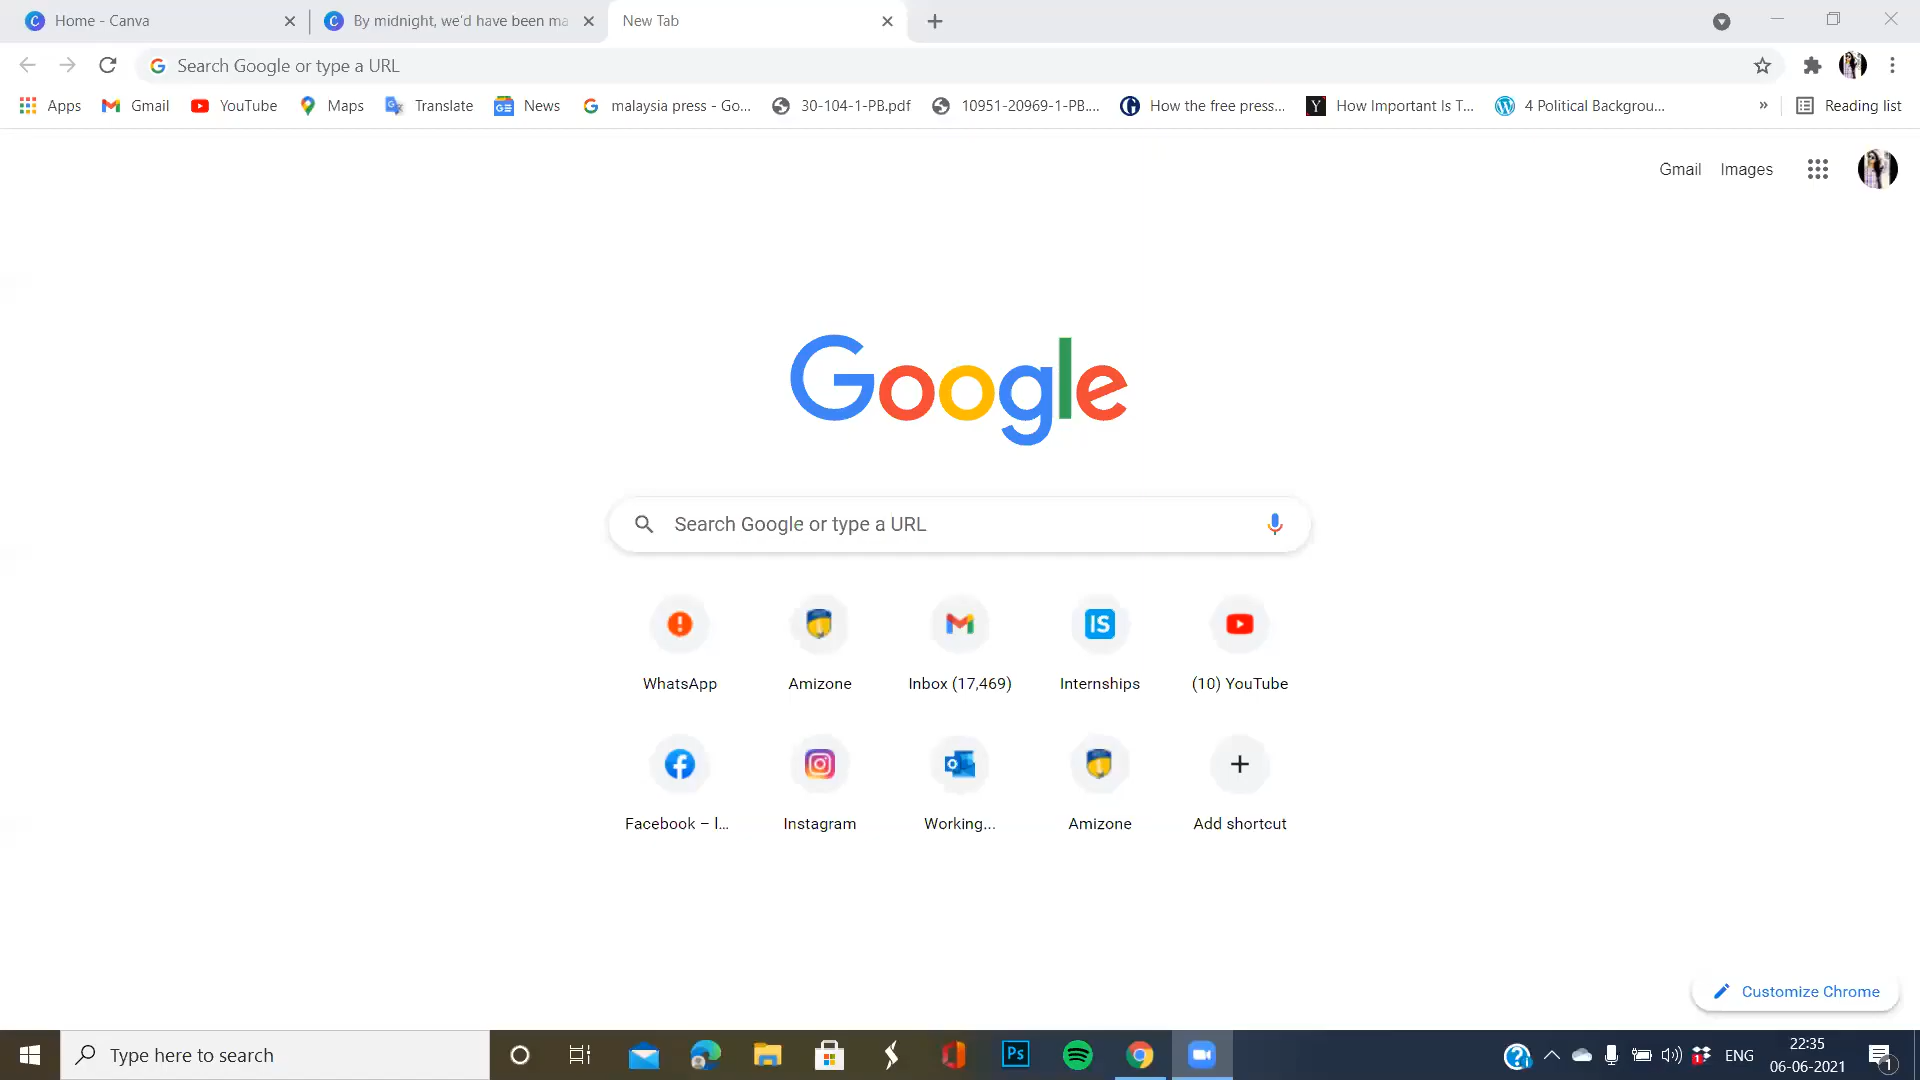 Home - Canva
By midnight, we'd have been ma
New Tab
Search Google or type a URL
Apps
Gmail
YouTube
Maps
Translate
News
malaysia press - Go...
30-104-1-PB.pdf
10951-20969-1-PB....
How the free press...
How Important Is T...
4 Political Backgrou...
»
Reading list
Gmail
Images
Google
Search Google or type a URL
WhatsApp
Amizone
Inbox (17,469)
IS
Internships
(10) YouTube
Facebook – l...
Instagram
Working...
Amizone
Add shortcut
Customize Chrome
Type here to search
Ps
ENG
22:35
06-06-2021
1